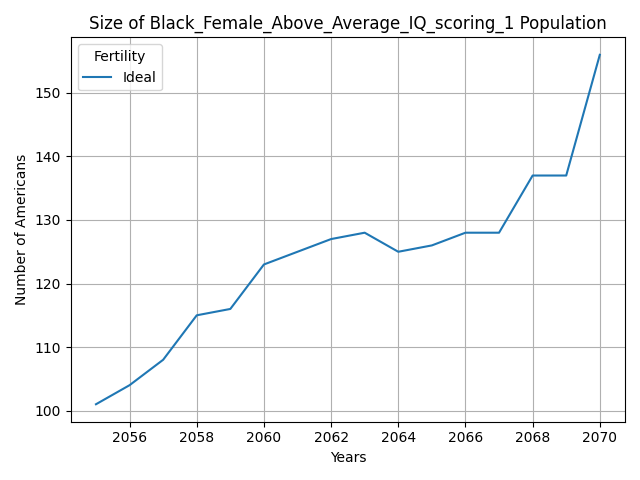 Size of Black_Female_Above_Average_IQ_scoring_1 Population
Fertility
Ideal
Number of Americans
150
140
130
120
110
100
2056 2058 2060 2062 2064 2066 2068 2070
Years